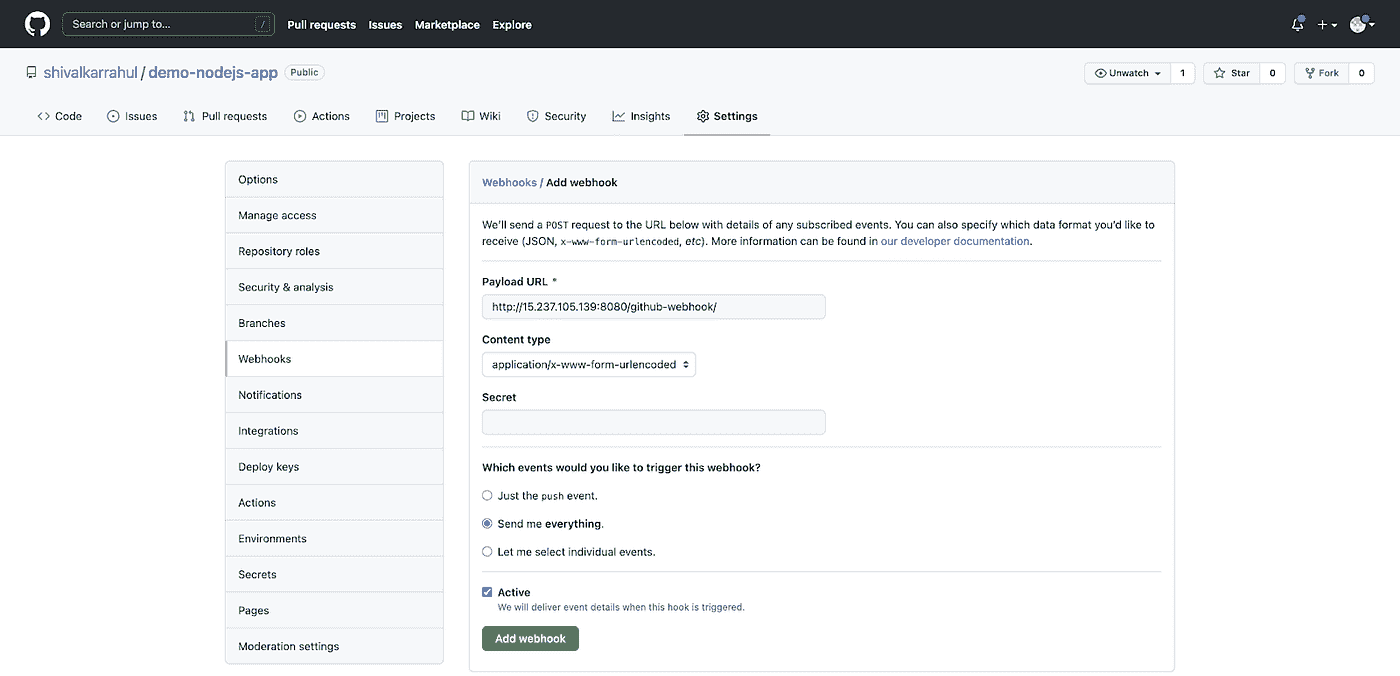 Search or jump to... /
Pull requests Issues Marketplace Explore
shivalkarrahul / demo-nodejs-app Public
Unwatch 1 Star 0 Fork 0
Code Issues Pull requests Actions Projects Wiki Security Insights Settings
Options
Manage access
Repository roles
Security & analysis
Branches
Webhooks
Notifications
Integrations
Deploy keys
Actions
Environments
Secrets
Pages
Moderation settings
Webhooks / Add webhook
We'll send a POST request to the URL below with details of any subscribed events. You can also specify which data format you'd like to
receive (JSON, x-www-form-urlencoded, etc). More information can be found in our developer documentation.
Payload URL *
http://15.237.105.139:8080/github-webhook/
Content type
application/x-www-form-urlencoded
Secret
Which events would you like to trigger this webhook?
Just the push event.
Send me everything.
Let me select individual events.
Active
We will deliver event details when this hook is triggered.
Add webhook